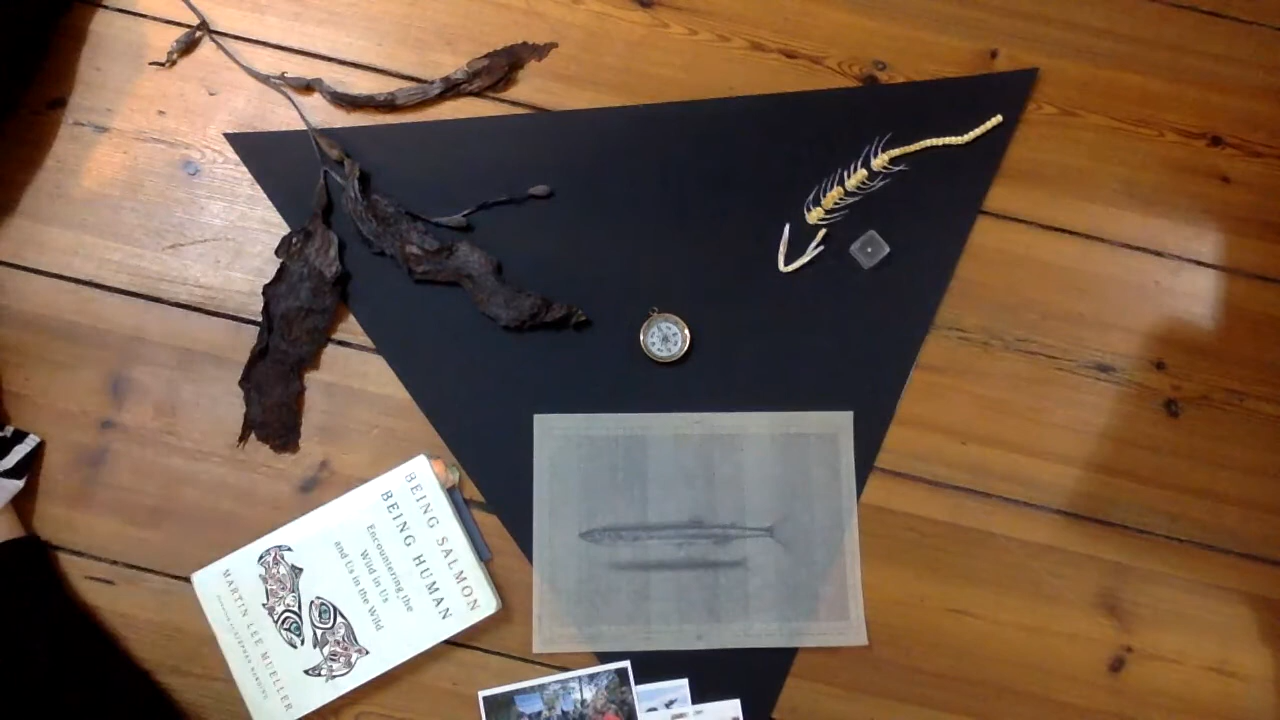 BEING SALMON
BEING HUMAN
Encountering the
Wild in Us
and Us in the Wild
MARTIN LEE MUELLER